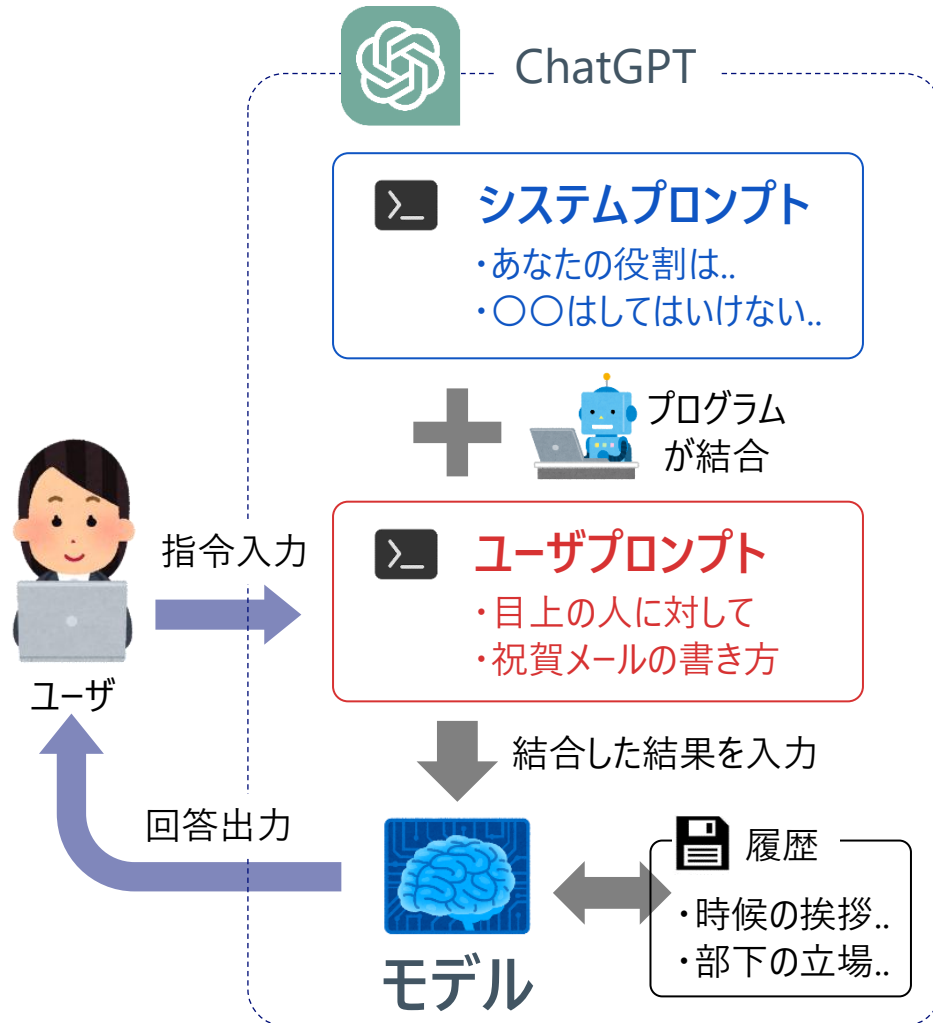 ChatGPT
システムプロンプト
・あなたの役割は..
・〇〇はしてはいけない..
プログラム
が結合
指令入力
ユーザプロンプト
・目上の人に対して
・祝賀メールの書き方
ユーザ
結合した結果を入力
回答出力
履歴
・時候の挨拶..
・部下の立場..
モデル